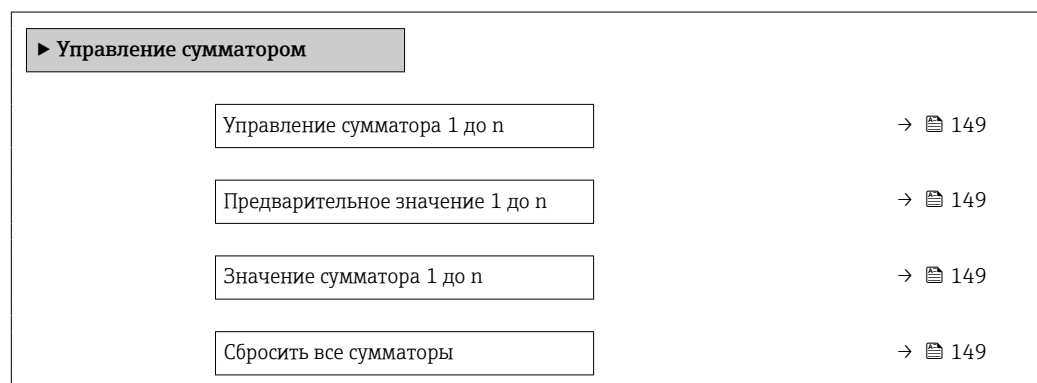 ► Управление сумматором
Управление сумматора 1 до n → 149
Предварительное значение 1 до n → 149
Значение сумматора 1 до n → 149
Сбросить все сумматоры → 149